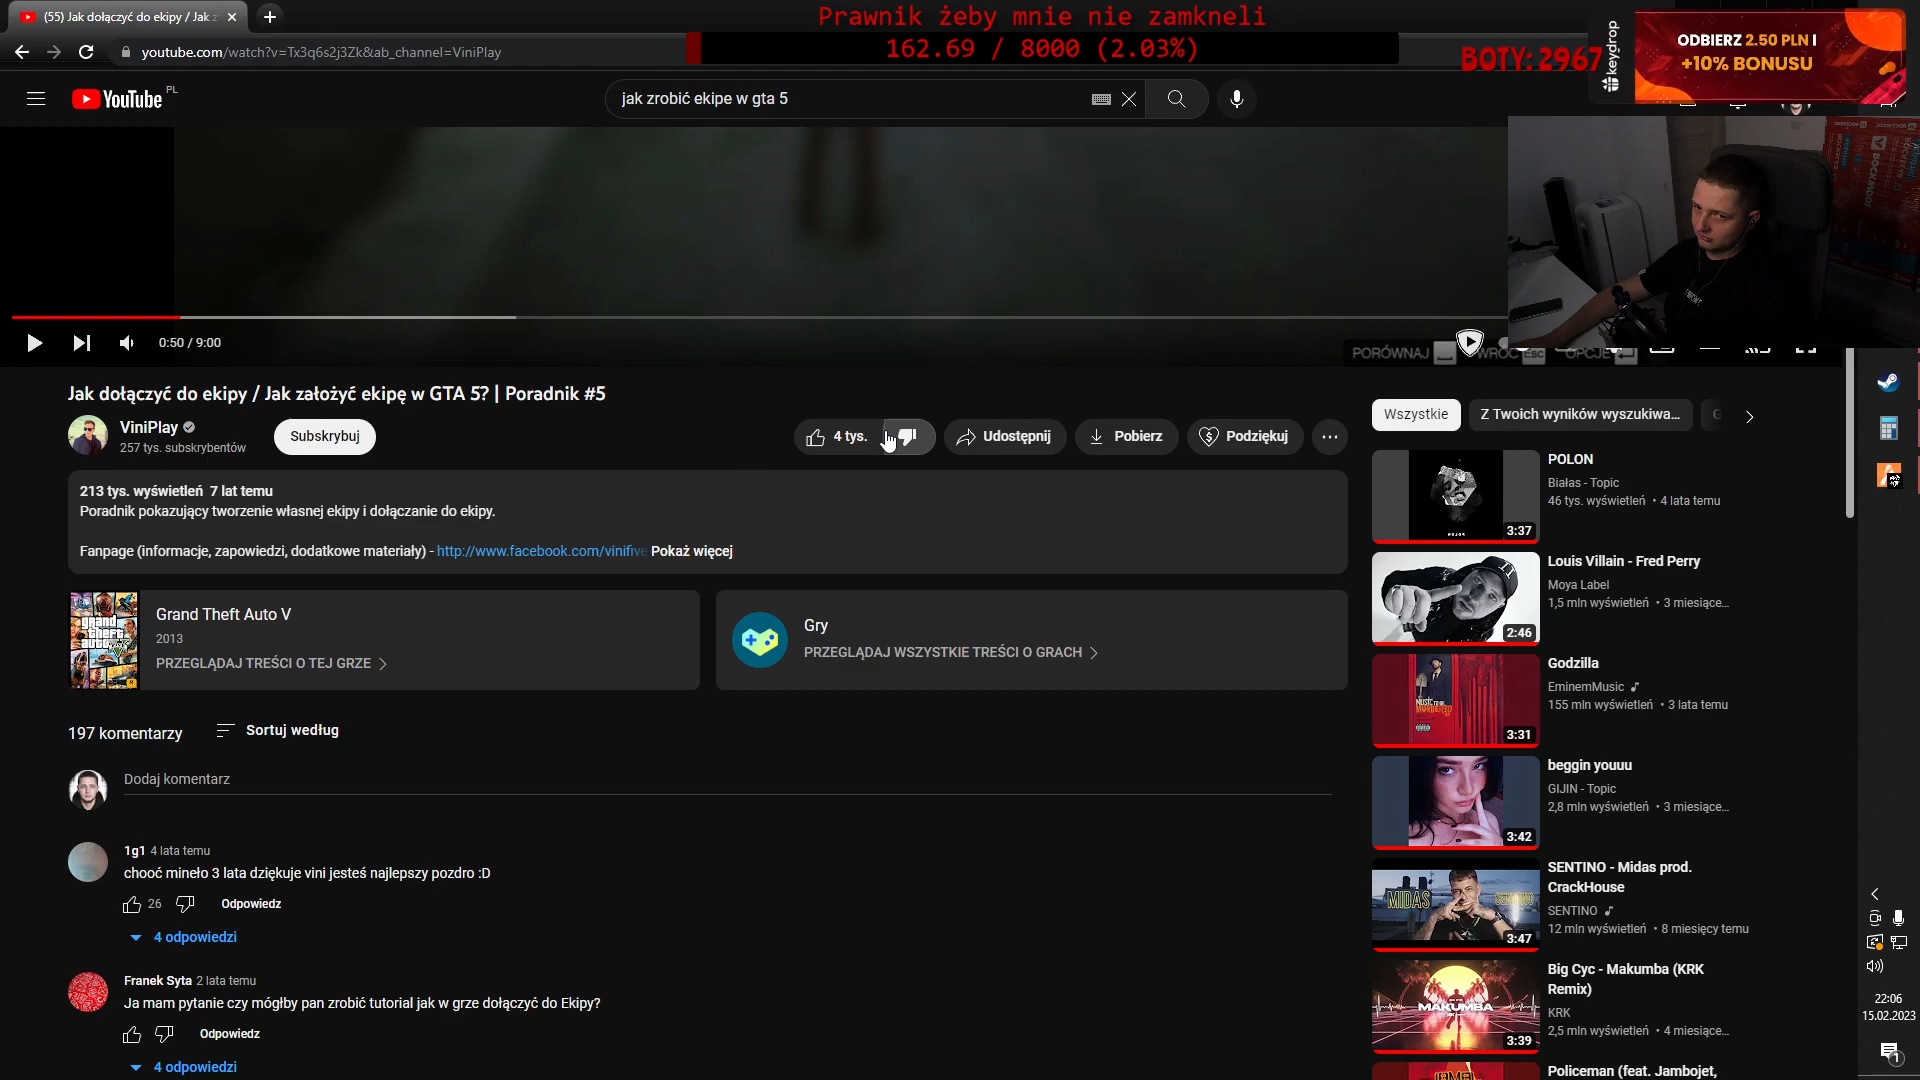 (55) Jak dołączyć do ekipy / Jak z
Prawnik żeby mnie nie zamkneli
162.69 / 8000 (2.03%)
BOTY: 2967
keydrop
ODBIERZ 2.50 PLN I
+10% BONUSU
youtube.com/watch?v=Tx3q6s2j3Zk&ab_channel=ViniPlay
YouTube PL
jak zrobić ekipe w gta 5
0:50 / 9:00
PORÓWNAJ
WRÓĆ ESC
OPCJE
Jak dołączyć do ekipy / Jak założyć ekipę w GTA 5? | Poradnik #5
ViniPlay
257 tys. subskrybentów
Subskrybuj
4 tys.
Udostępnij
Pobierz
Podziękuj
213 tys. wyświetleń 7 lat temu
Poradnik pokazujący tworzenie własnej ekipy i dołączanie do ekipy.
Fanpage (informacje, zapowiedzi, dodatkowe materiały) - http://www.facebook.com/vinifive Pokaż więcej
grand theft auto V
Grand Theft Auto V
2013
PRZEGLĄDAJ TREŚCI O TEJ GRZE
Gry
PRZEGLĄDAJ WSZYSTKIE TREŚCI O GRACH
197 komentarzy
Sortuj według
Dodaj komentarz
1g1 4 lata temu
chooć mineło 3 lata dziękuje vini jesteś najlepszy pozdro :D
26
Odpowiedz
4 odpowiedzi
Franek Syta 2 lata temu
Ja mam pytanie czy mógłby pan zrobić tutorial jak w grze dołączyć do Ekipy?
Odpowiedz
4 odpowiedzi
Wszystkie
Z Twoich wyników wyszukiwa...
G
3:37
POLON
Białas - Topic
46 tys. wyświetleń • 4 lata temu
2:46
Louis Villain - Fred Perry
Moya Label
1,5 mln wyświetleń • 3 miesiące...
3:31
Godzilla
EminemMusic
155 mln wyświetleń • 3 lata temu
3:42
beggin youuu
GIJIN - Topic
2,8 mln wyświetleń • 3 miesiące...
MIDAS
SENTINO
3:47
SENTINO - Midas prod.
CrackHouse
SENTINO
12 mln wyświetleń • 8 miesięcy temu
MAKUMBA
3:39
Big Cyc - Makumba (KRK
Remix)
KRK
2,5 mln wyświetleń • 4 miesiące...
Policeman (feat. Jambojet,
22:06
15.02.2023
1